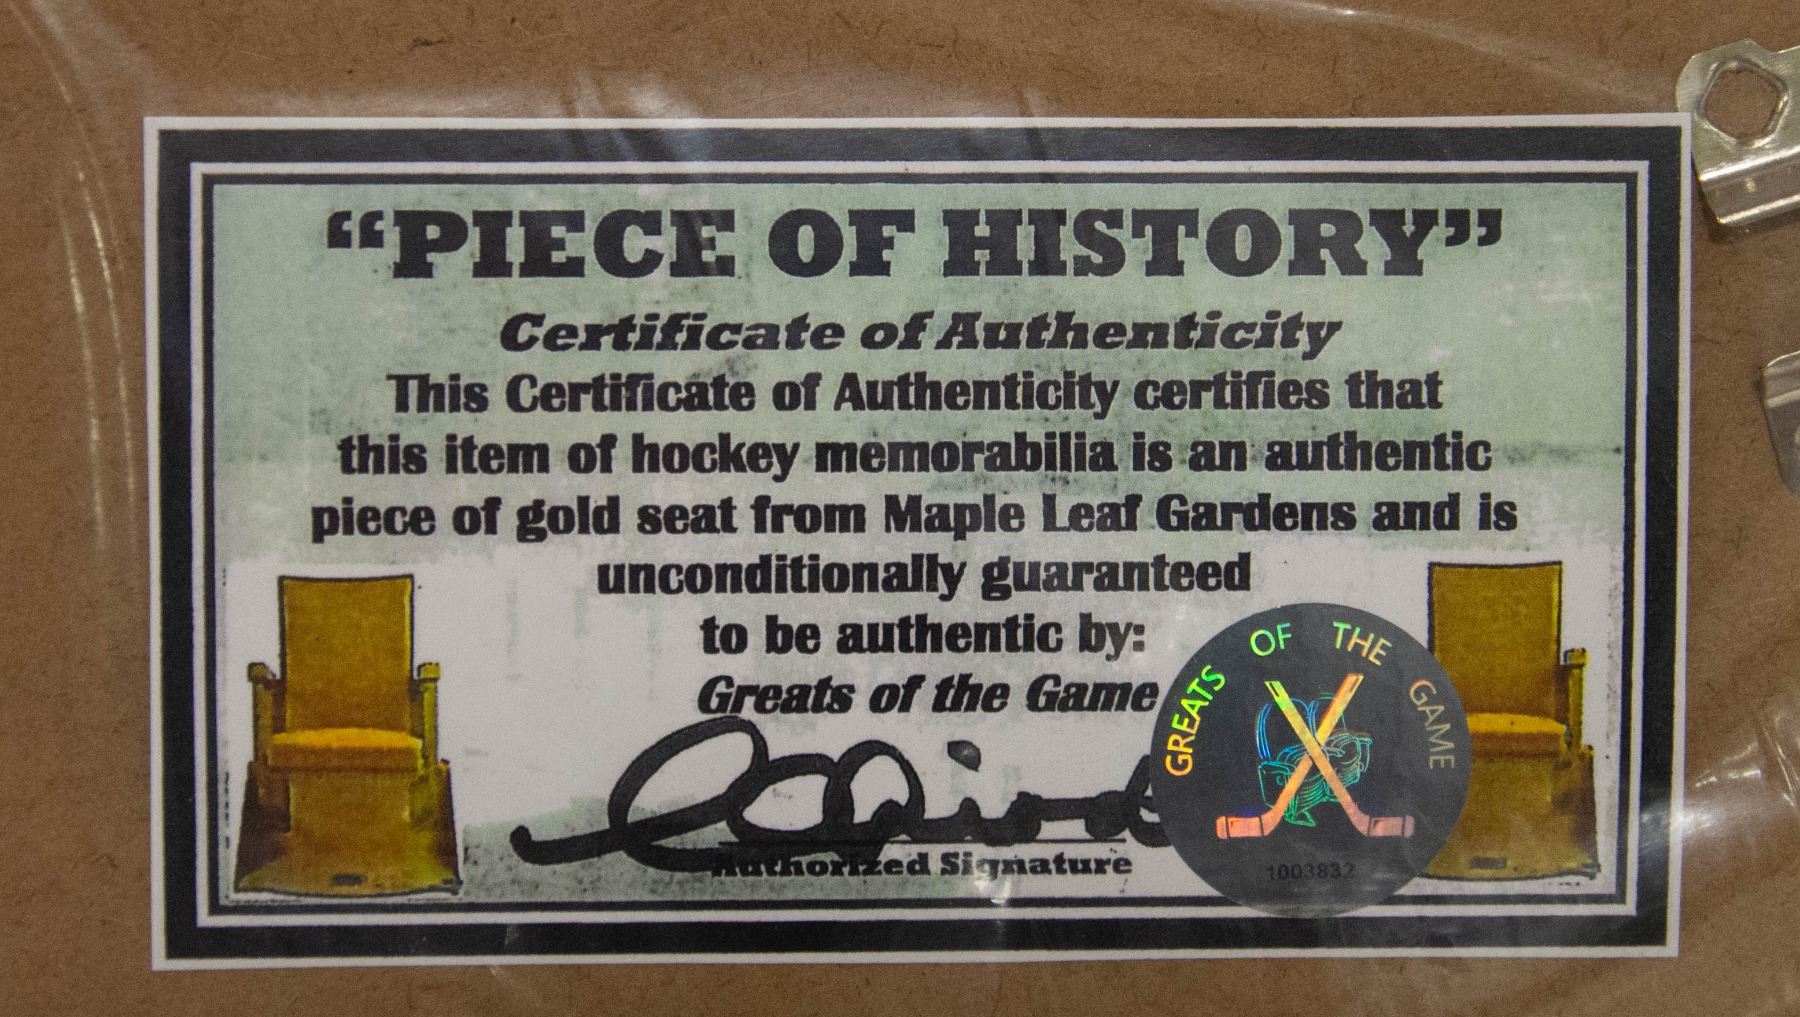 “PIECE OF HISTORY”
Certificate of Authenticity
This Certificate of Authenticity certifies that
this item of hockey memorabilia is an authentic
piece of gold seat from Maple Leaf Gardens and is
unconditionally guaranteed
to be authentic by:
Greats of the Game
Authorized Signature
GREATS OF THE GAME
1003832